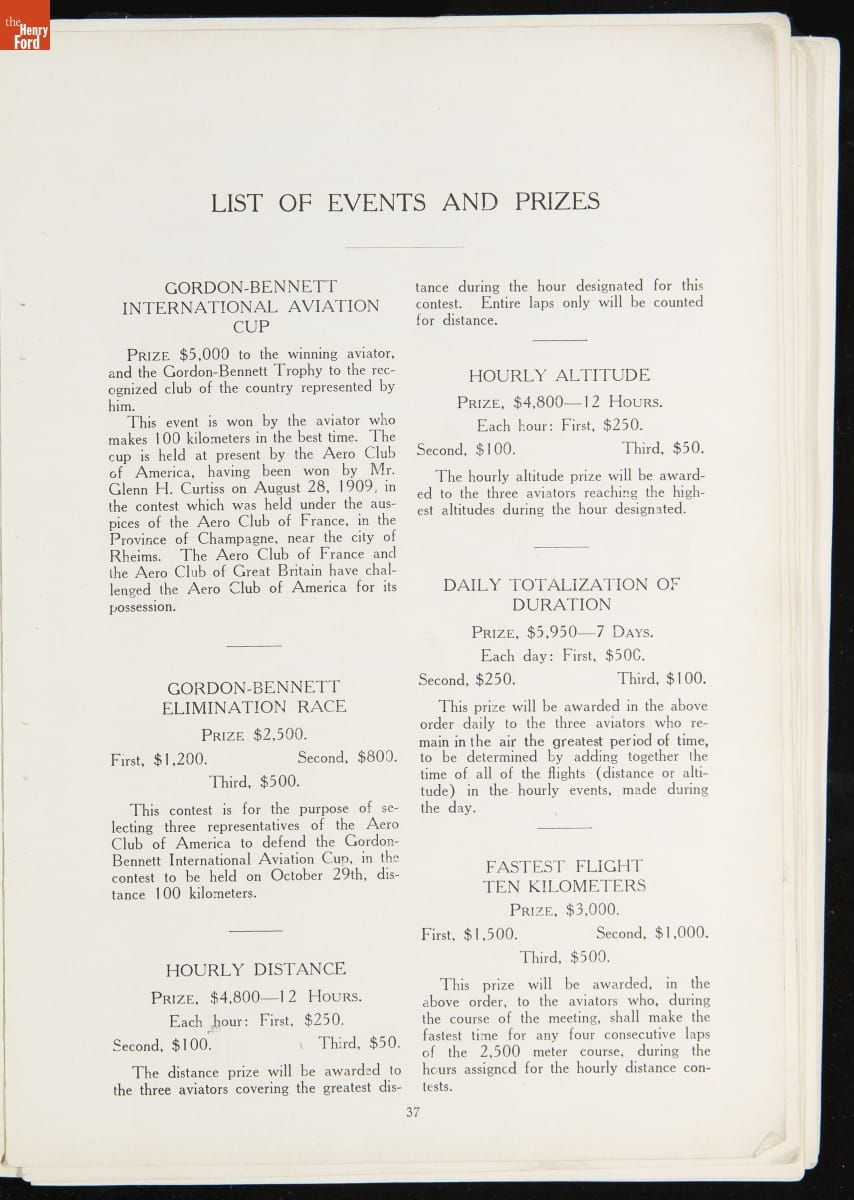 the
Henry
Ford
LIST OF EVENTS AND PRIZES
GORDON-BENNETT
INTERNATIONAL AVIATION
CUP
PRIZE $5,000 to the winning aviator,
and the Gordon-Bennett Trophy to the rec-
ognized club of the country represented by
him.
This event is won by the aviator who
makes 100 kilometers in the best time. The
cup is held at present by the Aero Club
of America, having been won by Mr.
Glenn H. Curtiss on August 28, 1909, in
the contest which was held under the aus-
pices of the Aero Club of France, in the
Province of Champagne, near the city of
Rheims. The Aero Club of France and
the Aero Club of Great Britain have chal-
lenged the Aero Club of America for its
possession.
GORDON-BENNETT
ELIMINATION RACE
PRIZE $2,500.
First, $1,200. Second, $800.
Third, $500.
This contest is for the purpose of se-
lecting three representatives of the Aero
Club of America to defend the Gordon-
Bennett International Aviation Cup, in the
contest to be held on October 29th, dis-
tance 100 kilometers.
HOURLY DISTANCE
PRIZE, $4,800—12 HOURS.
Each hour: First, $250.
Second, $100. Third, $50.
The distance prize will be awarded to
the three aviators covering the greatest dis-
tance during the hour designated for this
contest. Entire laps only will be counted
for distance.
HOURLY ALTITUDE
PRIZE, $4,800—12 HOURS.
Each hour: First, $250.
Second, $100. Third, $50.
The hourly altitude prize will be award-
ed to the three aviators reaching the high-
est altitudes during the hour designated.
DAILY TOTALIZATION OF
DURATION
PRIZE, $5,950—7 DAYS.
Each day: First, $500.
Second, $250. Third, $100.
This prize will be awarded in the above
order daily to the three aviators who re-
main in the air the greatest period of time,
to be determined by adding together the
time of all of the flights (distance or alti-
tude) in the hourly events, made during
the day.
FASTEST FLIGHT
TEN KILOMETERS
PRIZE, $3,000.
First, $1,500. Second, $1,000.
Third, $500.
This prize will be awarded, in the
above order, to the aviators who, during
the course of the meeting, shall make the
fastest time for any four consecutive laps
of the 2,500 meter course, during the
hours assigned for the hourly distance con-
tests.
37